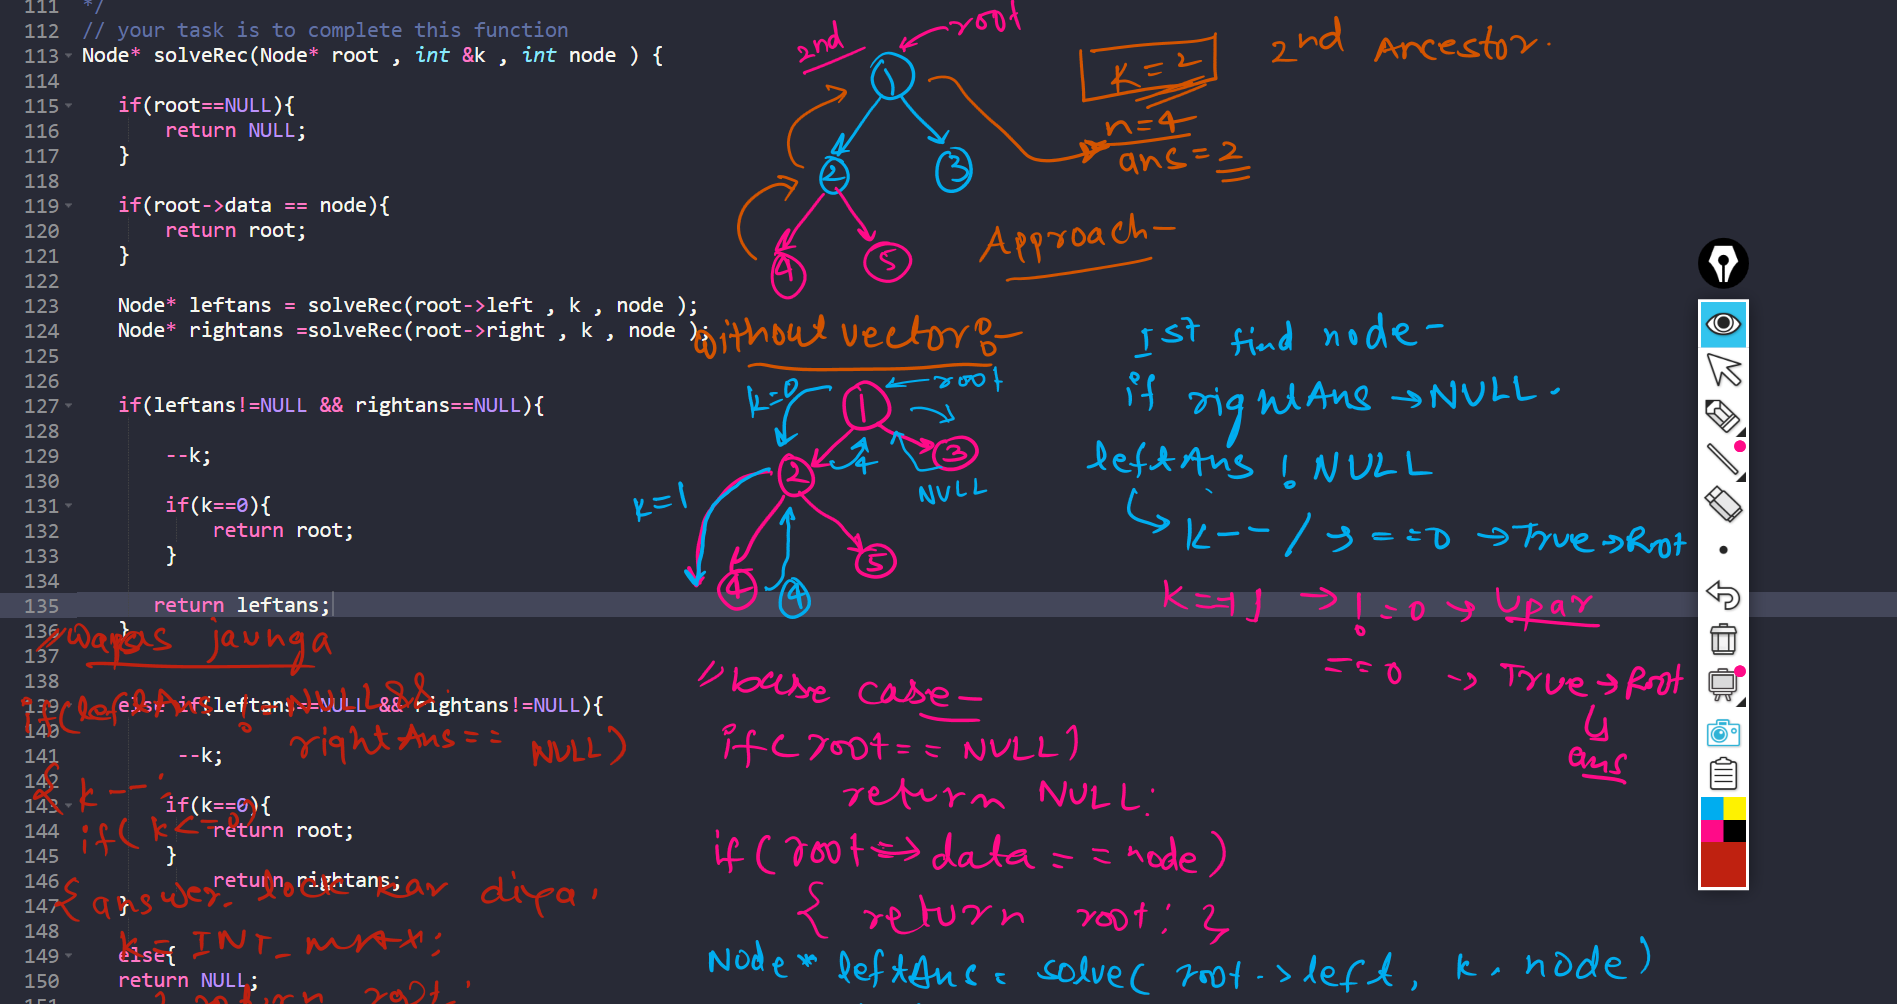 111 */
112 // your task is to complete this function
113 Node* solveRec(Node* root , int &k , int node ) {
114
115 if(root==NULL){
116 return NULL;
117 }
118
119 if(root->data == node){
120 return root;
121 }
122
123 Node* leftans = solveRec(root->left , k , node );
124 Node* rightans =solveRec(root->right , k , node );
125
126
127 if(leftans!=NULL && rightans==NULL){
128
129 --k;
130
131 if(k==0){
132 return root;
133 }
134
135 return leftans;
136 }
137
138
139 else if(leftans==NULL && rightans!=NULL){
140
141 --k;
142
143 if(k==0){
144 return root;
145 }
146 return rightans;
147 }
148
149 else{
150 return NULL;
151
2nd
root
1
2
3
4
5
K=2
n=4
ans=2
2nd Ancestor.
Approach-
Without vector:-
k=0
root
1
2
3
4
NULL
k=1
4
4
5
Ist find node-
if rightAns → NULL.
leftAns ! NULL
→ K-- / → ==0 → True → Root
K==1 → !=0 → Upar
==0 → True → Root
ans
//Wapas jaunga
if(leftAns != NULL &&
rightAns == NULL)
{ k--;
if( k<=0)
{ answer lock kar diya.
k = INT_MAX;
return root;
//base case-
if(root == NULL)
return NULL;
if (root => data == node)
{ return root; }
Node* leftAns = solve( root->left, k, node)